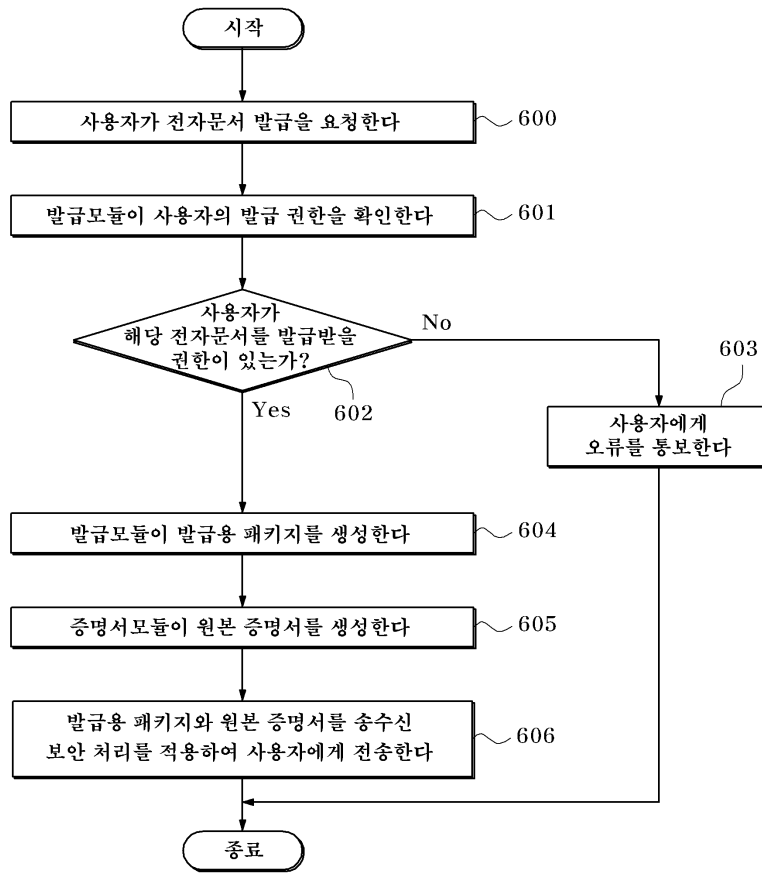 시작
사용자가 전자문서 발급을 요청한다
600
발급모듈이 사용자의 발급 권한을 확인한다
601
사용자가
해당 전자문서를 발급받을
권한이 있는가?
602
No
Yes
603
사용자에게
오류를 통보한다
발급모듈이 발급용 패키지를 생성한다
604
증명서모듈이 원본 증명서를 생성한다
605
발급용 패키지와 원본 증명서를 송수신
보안 처리를 적용하여 사용자에게 전송한다
606
종료